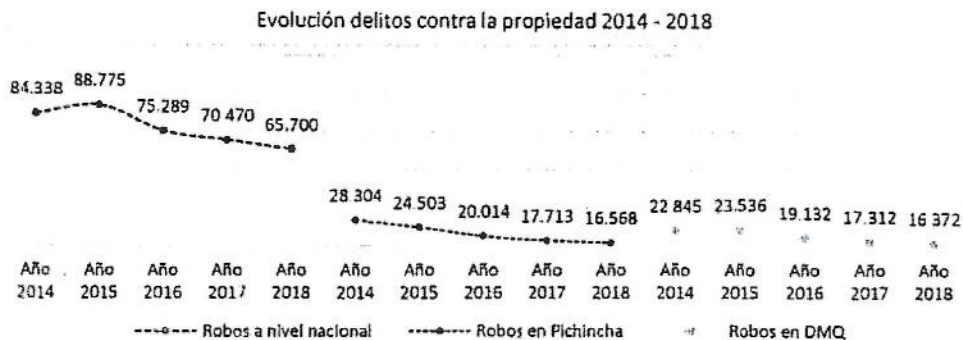 Evolución delitos contra la propiedad 2014 - 2018
84.338 88.775 75.289 70.470 65.700
28.304 24.503 20.014 17.713 16.568 22.845 23.536 19.132 17.312 16.372
Año Año Año Año Año Año Año Año Año Año Año Año Año Año Año
2014 2015 2016 2017 2018 2014 2015 2016 2017 2018 2014 2015 2016 2017 2018
Robos a nivel nacional Robos en Pichincha Robos en DMQ